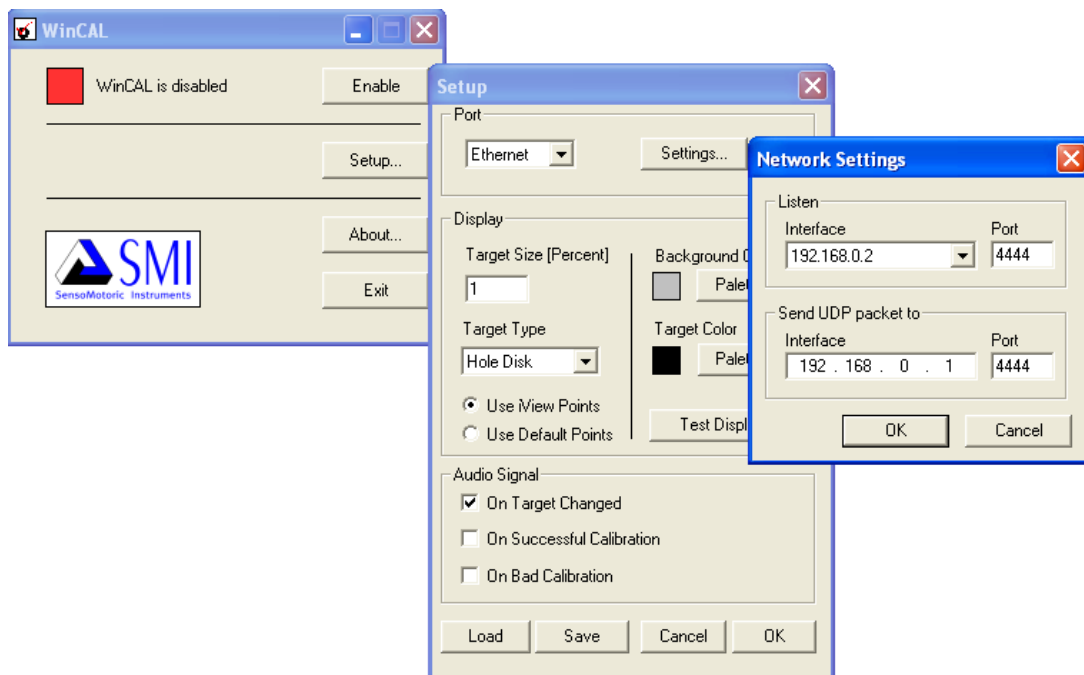 WinCAL
WinCAL is disabled
Enable
Setup...
About...
Exit
SMI
SensoMotoric Instruments
Setup
Port
Ethernet
Settings...
Display
Target Size [Percent]
1
Target Type
Hole Disk
Use iView Points
Use Default Points
Background
Target Color
Test
Audio Signal
On Target Changed
On Successful Calibration
On Bad Calibration
Load Save Cancel OK
Network Settings
Listen
Interface Port
192.168.0.2 4444
Send UDP packet to
Interface Port
192 . 168 . 0 . 1 4444
OK Cancel